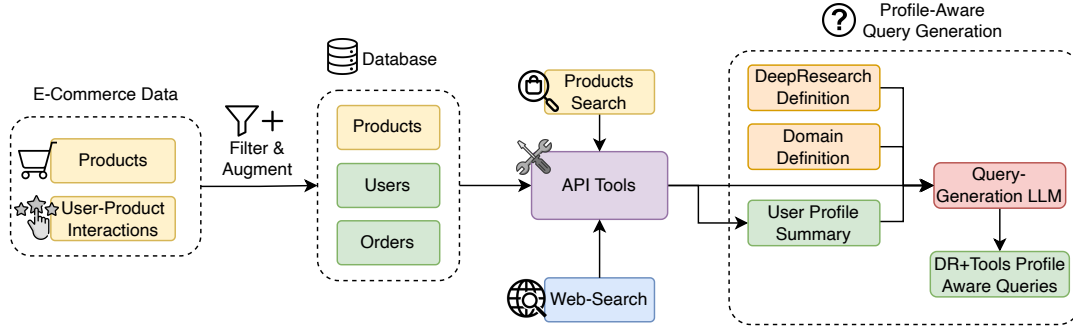 E-Commerce Data
Products
User-Product
Interactions
Filter &
Augment
Database
Products
Users
Orders
Products
Search
API Tools
Web-Search
Profile-Aware
Query Generation
DeepResearch
Definition
Domain
Definition
User Profile
Summary
Query-
Generation LLM
DR+Tools Profile
Aware Queries